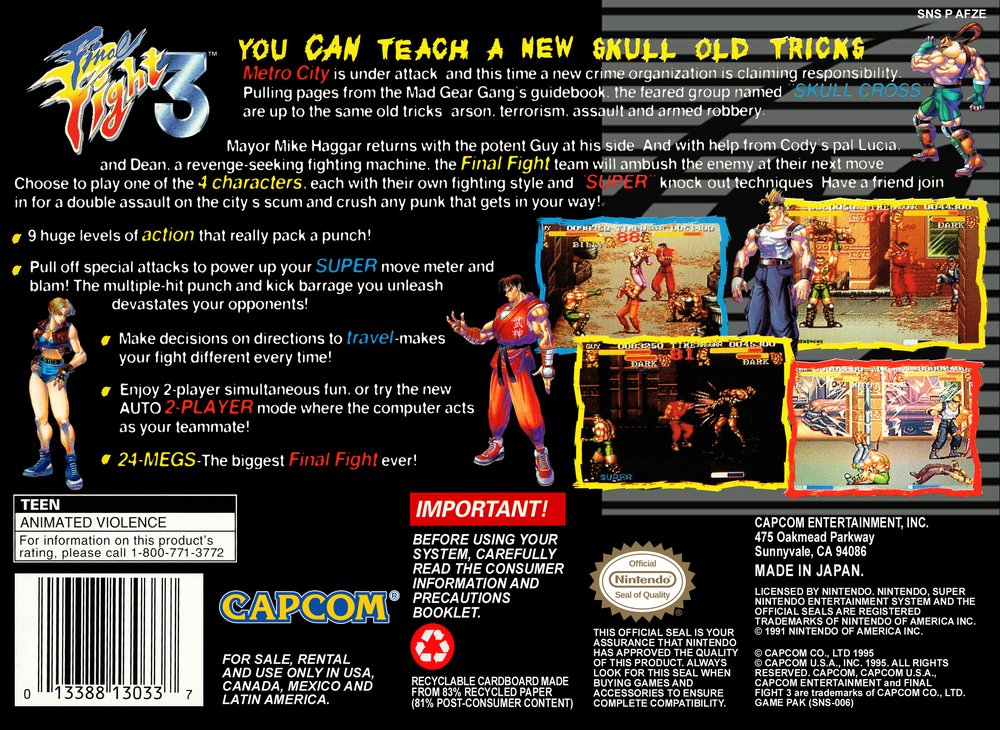 SNS P AFZE
Final Fight 3™
YOU CAN TEACH A NEW SKULL OLD TRICKS
Metro City is under attack and this time a new crime organization is claiming responsibility.
Pulling pages from the Mad Gear Gang's guidebook, the feared group named "SKULL CROSS"
are up to the same old tricks arson, terrorism, assault and armed robbery.
Mayor Mike Haggar returns with the potent Guy at his side. And with help from Cody's pal Lucia,
and Dean, a revenge-seeking fighting machine, the Final Fight team will ambush the enemy at their next move
Choose to play one of the 4 characters, each with their own fighting style and "SUPER" knock out techniques. Have a friend join
in for a double assault on the city s scum and crush any punk that gets in your way!
9 huge levels of action that really pack a punch!
Pull off special attacks to power up your SUPER move meter and
blam! The multiple-hit punch and kick barrage you unleash
devastates your opponents!
Make decisions on directions to travel-makes
your fight different every time!
Enjoy 2-player simultaneous fun, or try the new
AUTO 2-PLAYER mode where the computer acts
as your teammate!
24-MEGS-The biggest Final Fight ever!
BILLY
88
DARK
武神
GUY 0083250 TIME HAGGAR 0045300
DARK 81 DARK
SUPER
TEEN
ANIMATED VIOLENCE
For information on this product's
rating, please call 1-800-771-3772
0 13388 13033 7
CAPCOM®
FOR SALE, RENTAL
AND USE ONLY IN USA,
CANADA, MEXICO AND
LATIN AMERICA.
IMPORTANT!
BEFORE USING YOUR
SYSTEM, CAREFULLY
READ THE CONSUMER
INFORMATION AND
PRECAUTIONS
BOOKLET.
RECYCLABLE CARDBOARD MADE
FROM 83% RECYCLED PAPER
(81% POST-CONSUMER CONTENT)
Official
Nintendo®
Seal of Quality
THIS OFFICIAL SEAL IS YOUR
ASSURANCE THAT NINTENDO
HAS APPROVED THE QUALITY
OF THIS PRODUCT. ALWAYS
LOOK FOR THIS SEAL WHEN
BUYING GAMES AND
ACCESSORIES TO ENSURE
COMPLETE COMPATIBILITY.
CAPCOM ENTERTAINMENT, INC.
475 Oakmead Parkway
Sunnyvale, CA 94086
MADE IN JAPAN.
LICENSED BY NINTENDO. NINTENDO, SUPER
NINTENDO ENTERTAINMENT SYSTEM AND THE
OFFICIAL SEALS ARE REGISTERED
TRADEMARKS OF NINTENDO OF AMERICA INC.
© 1991 NINTENDO OF AMERICA INC.
© CAPCOM CO., LTD 1995
© CAPCOM U.S.A., INC. 1995. ALL RIGHTS
RESERVED. CAPCOM, CAPCOM U.S.A.,
CAPCOM ENTERTAINMENT and FINAL
FIGHT 3 are trademarks of CAPCOM CO., LTD.
GAME PAK (SNS-006)